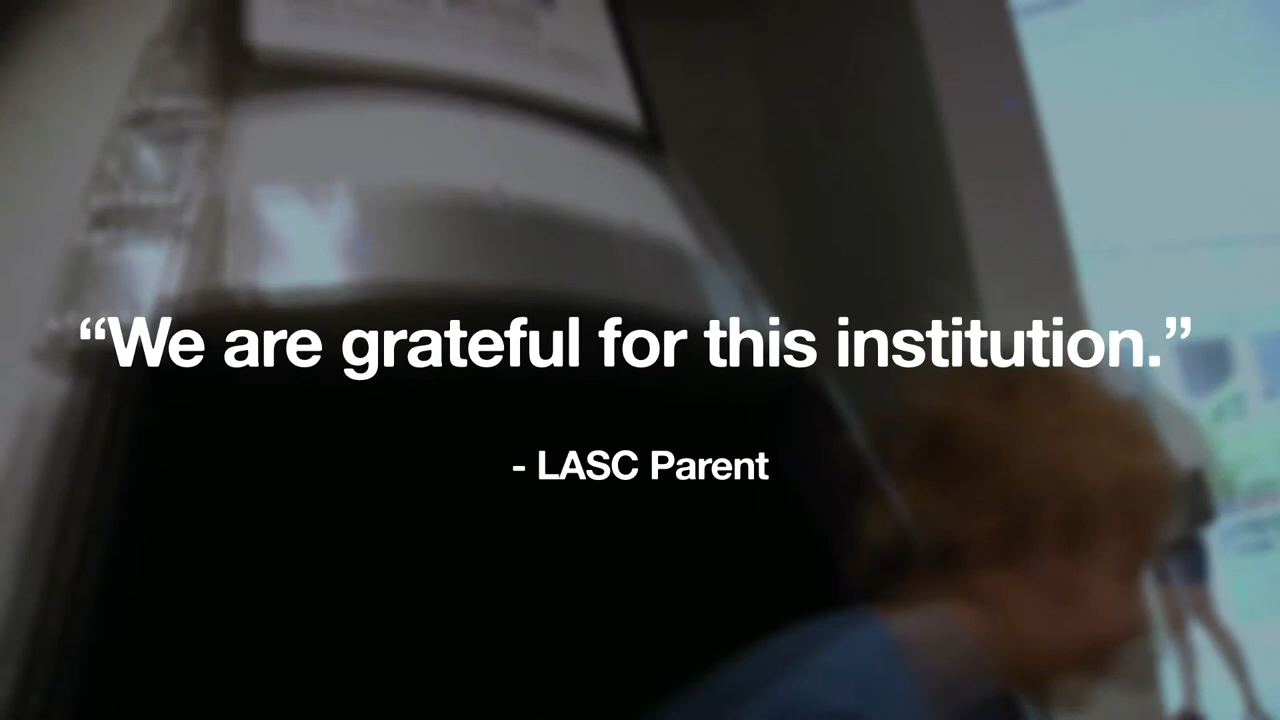 “We are grateful for this institution.”
- LASC Parent